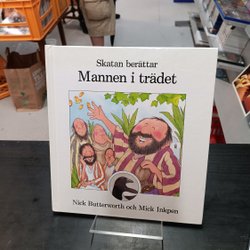 Skatan berättar
Mannen i trädet
Nick Butterworth och Mick Inkpen